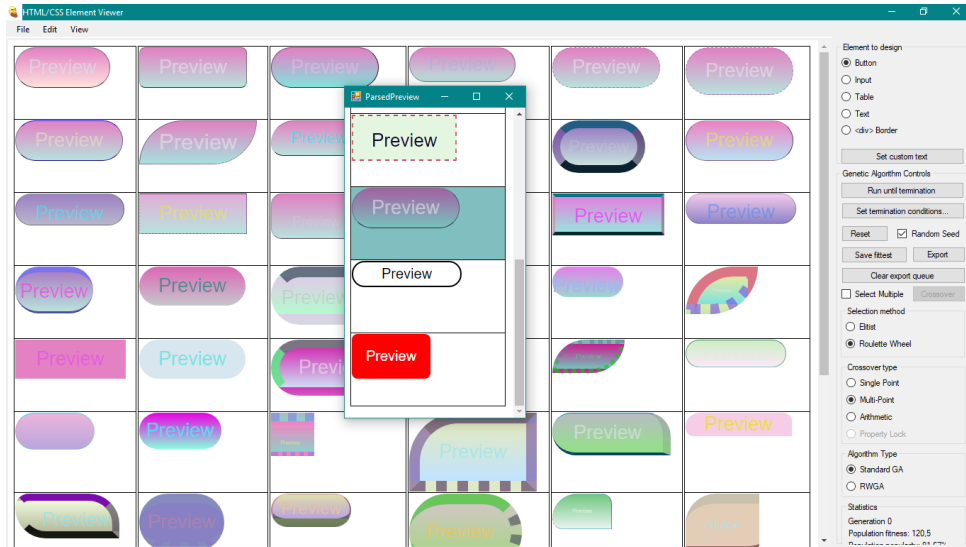 HTML/CSS Element Viewer
File Edit View
Preview Preview Preview Preview Preview Preview
ParsedPreview
Preview
Preview
Preview
Preview
Preview Preview Preview Preview Preview
Preview Preview Preview Preview
Preview Preview Preview Preview
Preview Preview Previ
Preview
Preview Preview
Preview Preview
Preview Preview Preview
Element to design
Button
Input
Table
Text
<div> Border
Set custom text
Genetic Algorithm Controls
Run until termination
Set termination conditions...
Reset Random Seed
Save fittest Export
Clear export queue
Select Multiple Crossover
Selection method
Elitist
Roulette Wheel
Crossover type
Single Point
Multi-Point
Arithmetic
Property Lock
Algorithm Type
Standard GA
RWGA
Statistics
Generation 0
Population fitness: 120,5